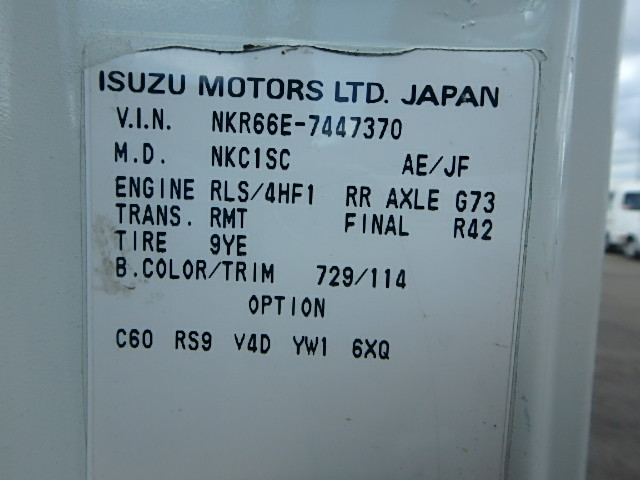 ISUZU MOTORS LTD. JAPAN
V.I.N. NKR66E-7447370
M.D. NKC1SC AE/JF
ENGINE RLS/4HF1 RR AXLE G73
TRANS. RMT FINAL R42
TIRE 9YE
B.COLOR/TRIM 729/114
OPTION
C60 RS9 V4D YW1 6XQ